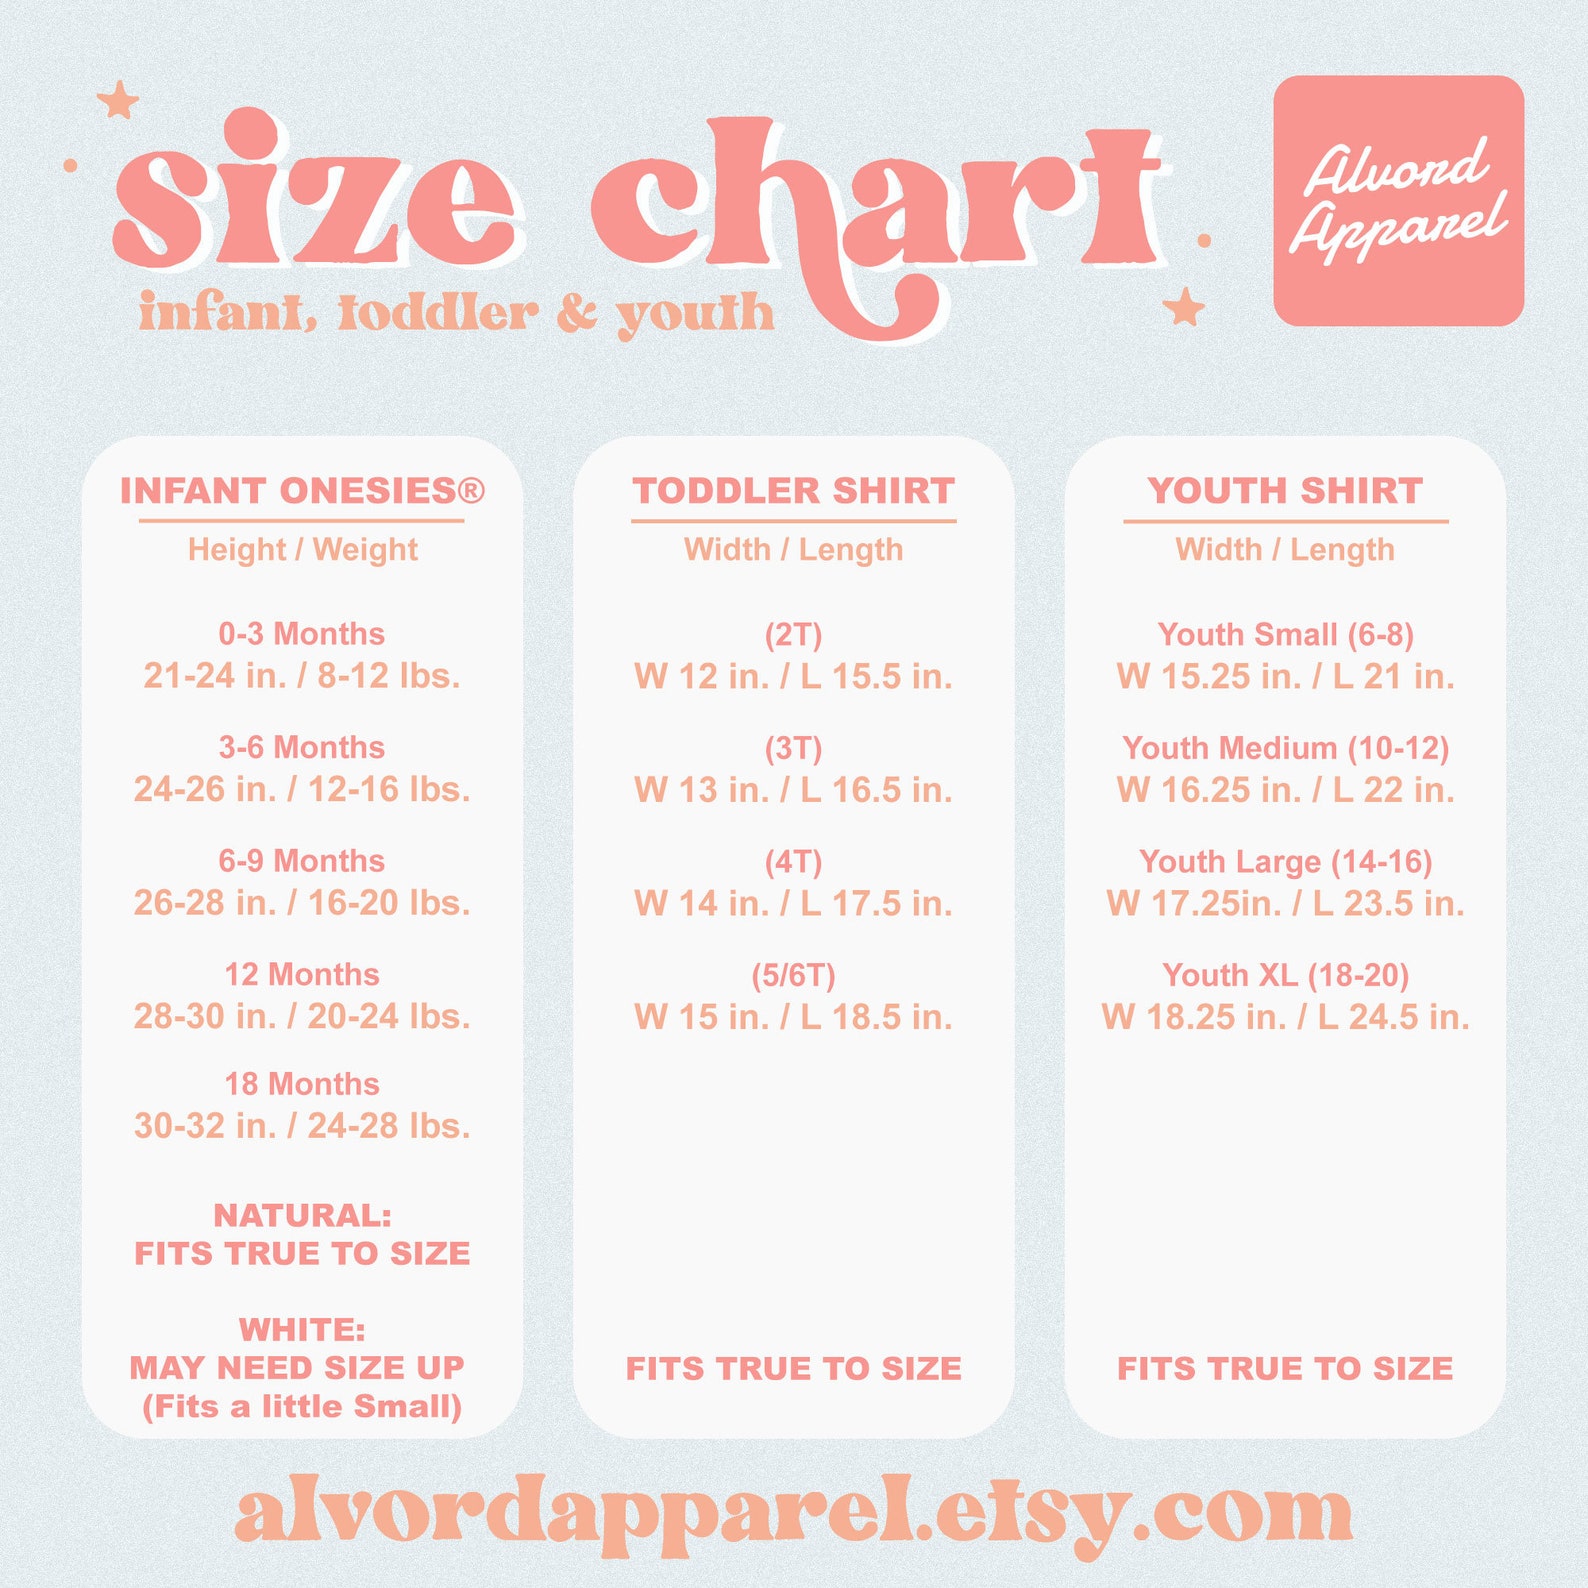 size chart
infant, toddler & youth
Alvord
Apparel
INFANT ONESIES®
Height / Weight
0-3 Months
21-24 in. / 8-12 lbs.
3-6 Months
24-26 in. / 12-16 lbs.
6-9 Months
26-28 in. / 16-20 lbs.
12 Months
28-30 in. / 20-24 lbs.
18 Months
30-32 in. / 24-28 lbs.
NATURAL:
FITS TRUE TO SIZE
WHITE:
MAY NEED SIZE UP
(Fits a little Small)
TODDLER SHIRT
Width / Length
(2T)
W 12 in. / L 15.5 in.
(3T)
W 13 in. / L 16.5 in.
(4T)
W 14 in. / L 17.5 in.
(5/6T)
W 15 in. / L 18.5 in.
FITS TRUE TO SIZE
YOUTH SHIRT
Width / Length
Youth Small (6-8)
W 15.25 in. / L 21 in.
Youth Medium (10-12)
W 16.25 in. / L 22 in.
Youth Large (14-16)
W 17.25in. / L 23.5 in.
Youth XL (18-20)
W 18.25 in. / L 24.5 in.
FITS TRUE TO SIZE
alvordapparel.etsy.com